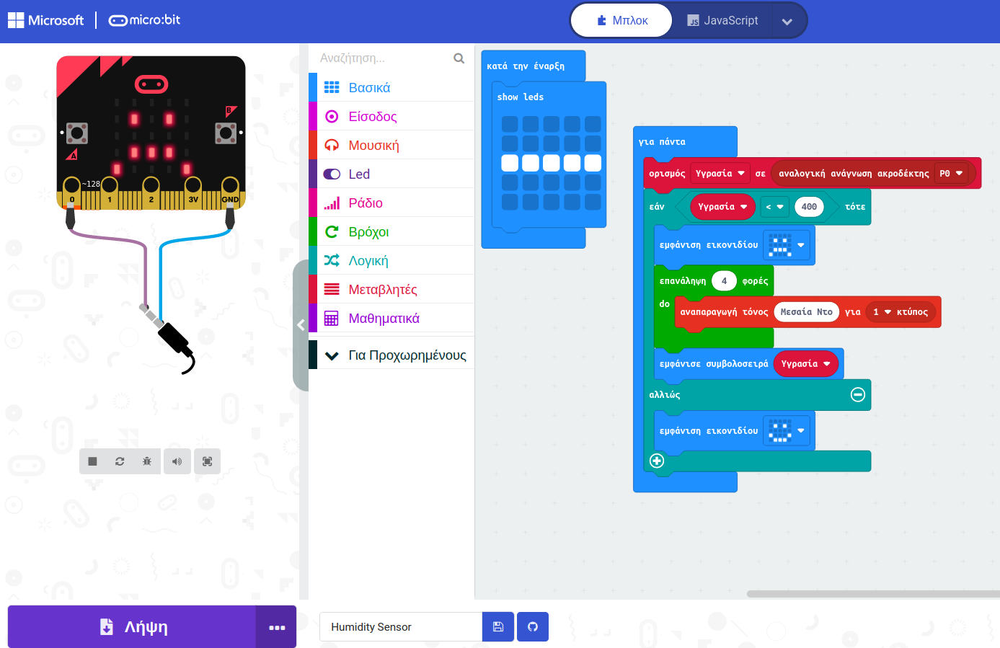 Microsoft micro:bit
Μπλοκ
JavaScript
B
A
~128
0 1 2 3V GND
Αναζήτηση...
Βασικά
Είσοδος
Μουσική
Led
Ράδιο
Βρόχοι
Λογική
Μεταβλητές
Μαθηματικά
Για Προχωρημένους
κατά την έναρξη
show leds
για πάντα
ορισμός Υγρασία σε αναλογική ανάγνωση ακροδέκτης P0
εάν Υγρασία < 400 τότε
εμφάνιση εικονιδίου
επανάληψη 4 φορές
do
αναπαραγωγή τόνος Μεσαία Ντο για 1 κτύπος
εμφάνισε συμβολοσειρά Υγρασία
αλλιώς
εμφάνιση εικονιδίου
Λήψη
Humidity Sensor